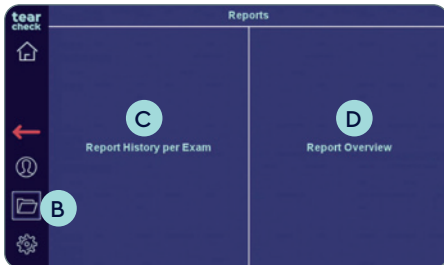 tear
check
Reports
C
D
Report History per Exam
Report Overview
B